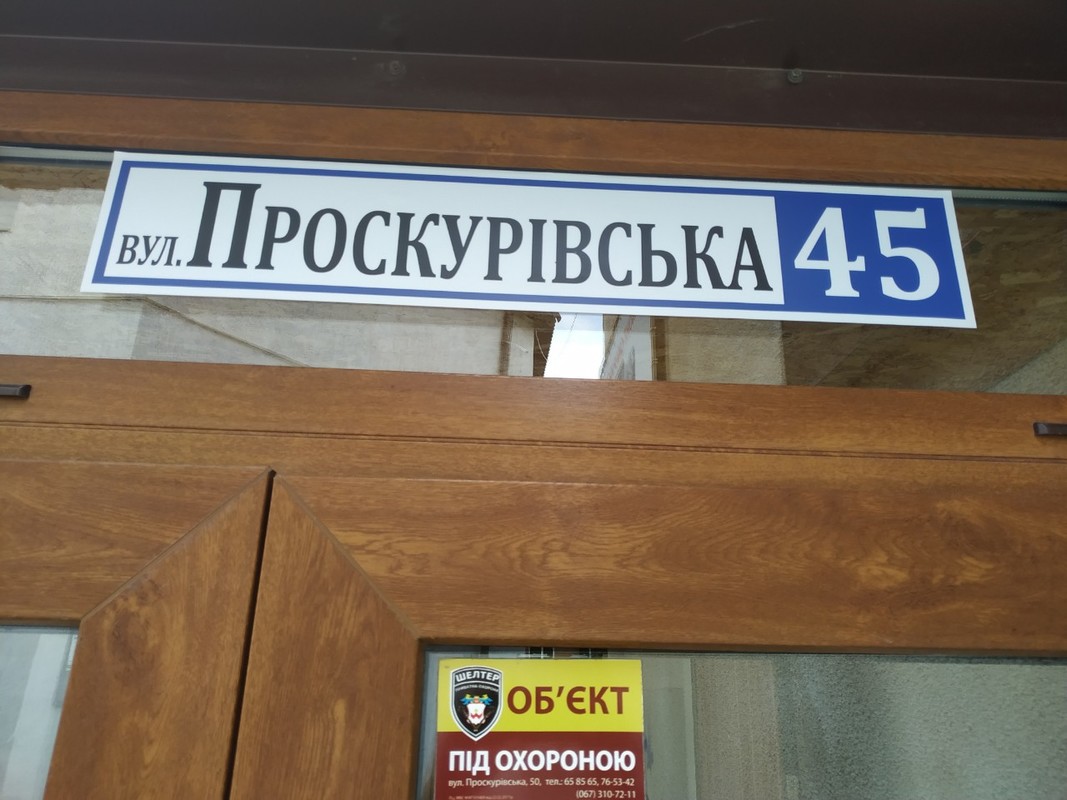 вул. Проскурівська 45
ШЕЛТЕР
ОБ'ЄКТ
ПІД ОХОРОНОЮ
вул. Проскурівська, 50, тел.: 65 85 65, 76-53-42
(067) 310-72-11